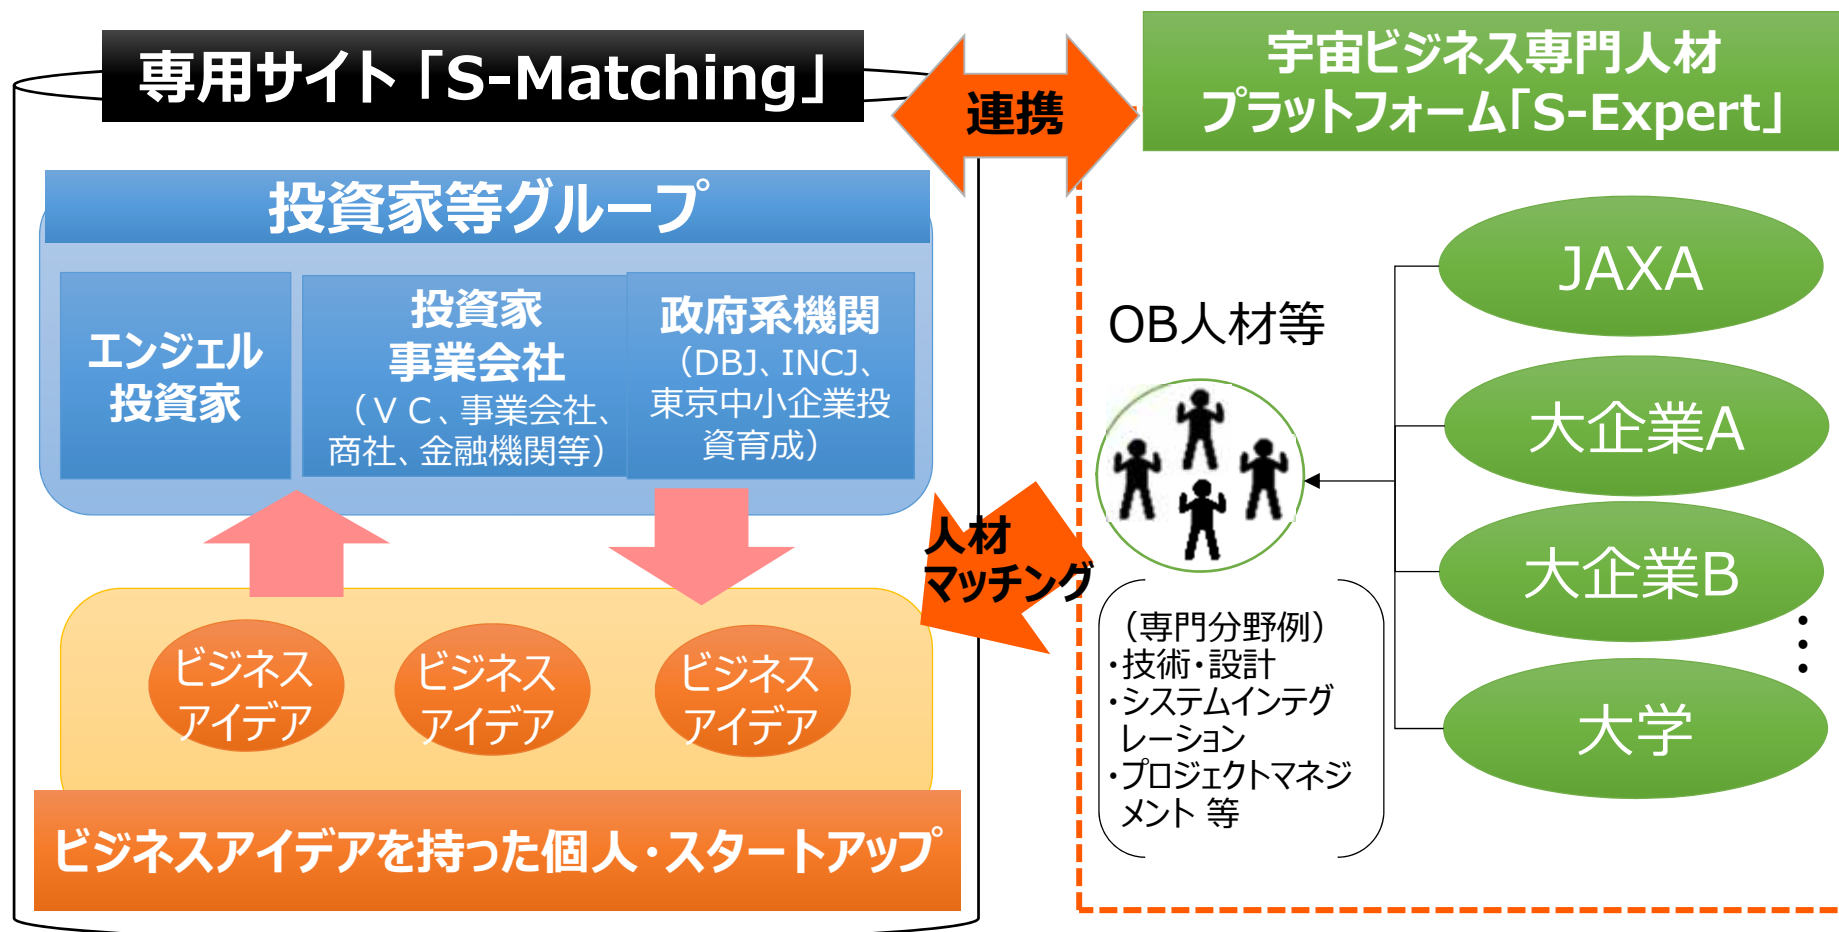 専用サイト「S-Matching」
連携
宇宙ビジネス専門人材
プラットフォーム「S-Expert」
投資家等グループ
エンジェル
投資家
投資家
事業会社
（ＶＣ、事業会社、
商社、金融機関等）
政府系機関
（DBJ、INCJ、
東京中小企業投
資育成）
人材
マッチング
ビジネス
アイデア
ビジネス
アイデア
ビジネス
アイデア
ビジネスアイデアを持った個人・スタートアップ
OB人材等
（専門分野例）
・技術・設計
・システムインテグ
レーション
・プロジェクトマネジ
メント 等
JAXA
大企業A
大企業B
・・・
大学